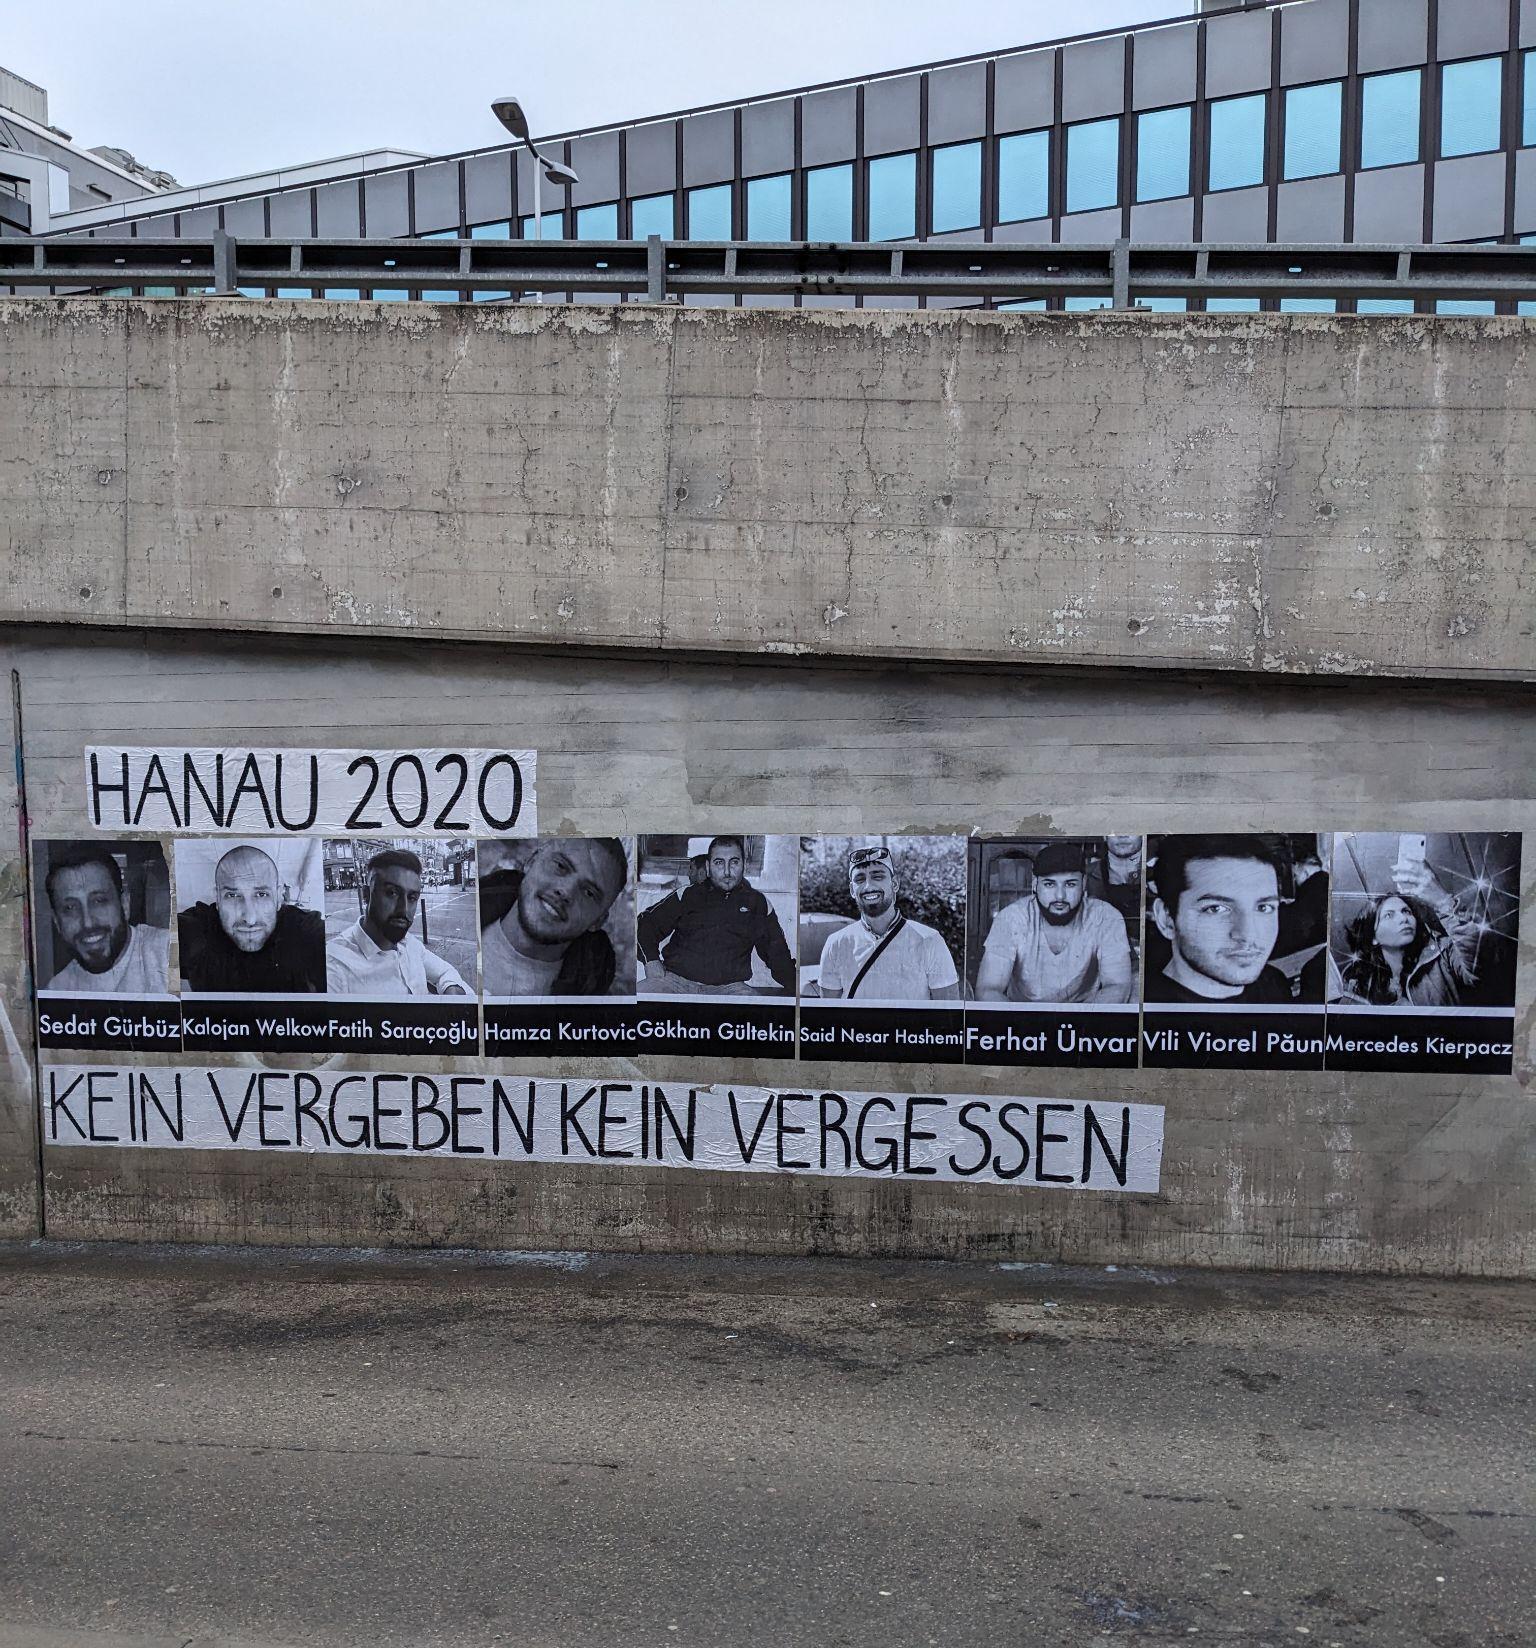 HANAU 2020
Sedat Gürbüz Kalojan Welkow Fatih Saraçoğlu Hamza Kurtovic Gökhan Gültekin Said Nesar Hashemi Ferhat Ünvar Vili Viorel Păun Mercedes Kierpacz
KEIN VERGEBEN KEIN VERGESSEN